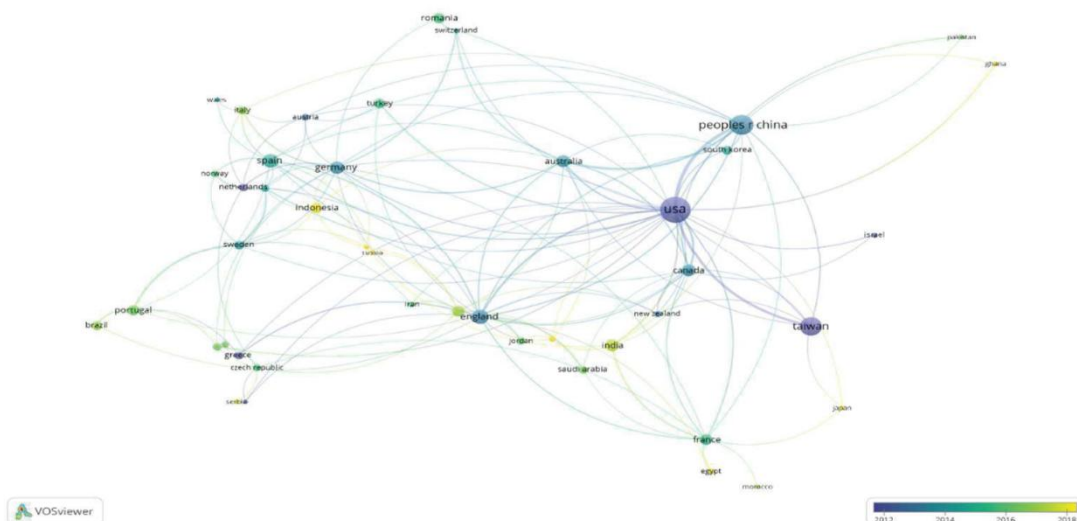 romania
switzerland
pakistan
ghana
wales
italy
turkey
austria
peoples r china
south korea
spain
germany
australia
norway
netherlands
indonesia
usa
israel
sweden
russia
canada
iran
portugal
england
new zealand
brazil
taiwan
jordan
india
greece
czech republic
saudi arabia
serbia
japan
france
egypt
morocco
VOSviewer
2012 2014 2016 2018